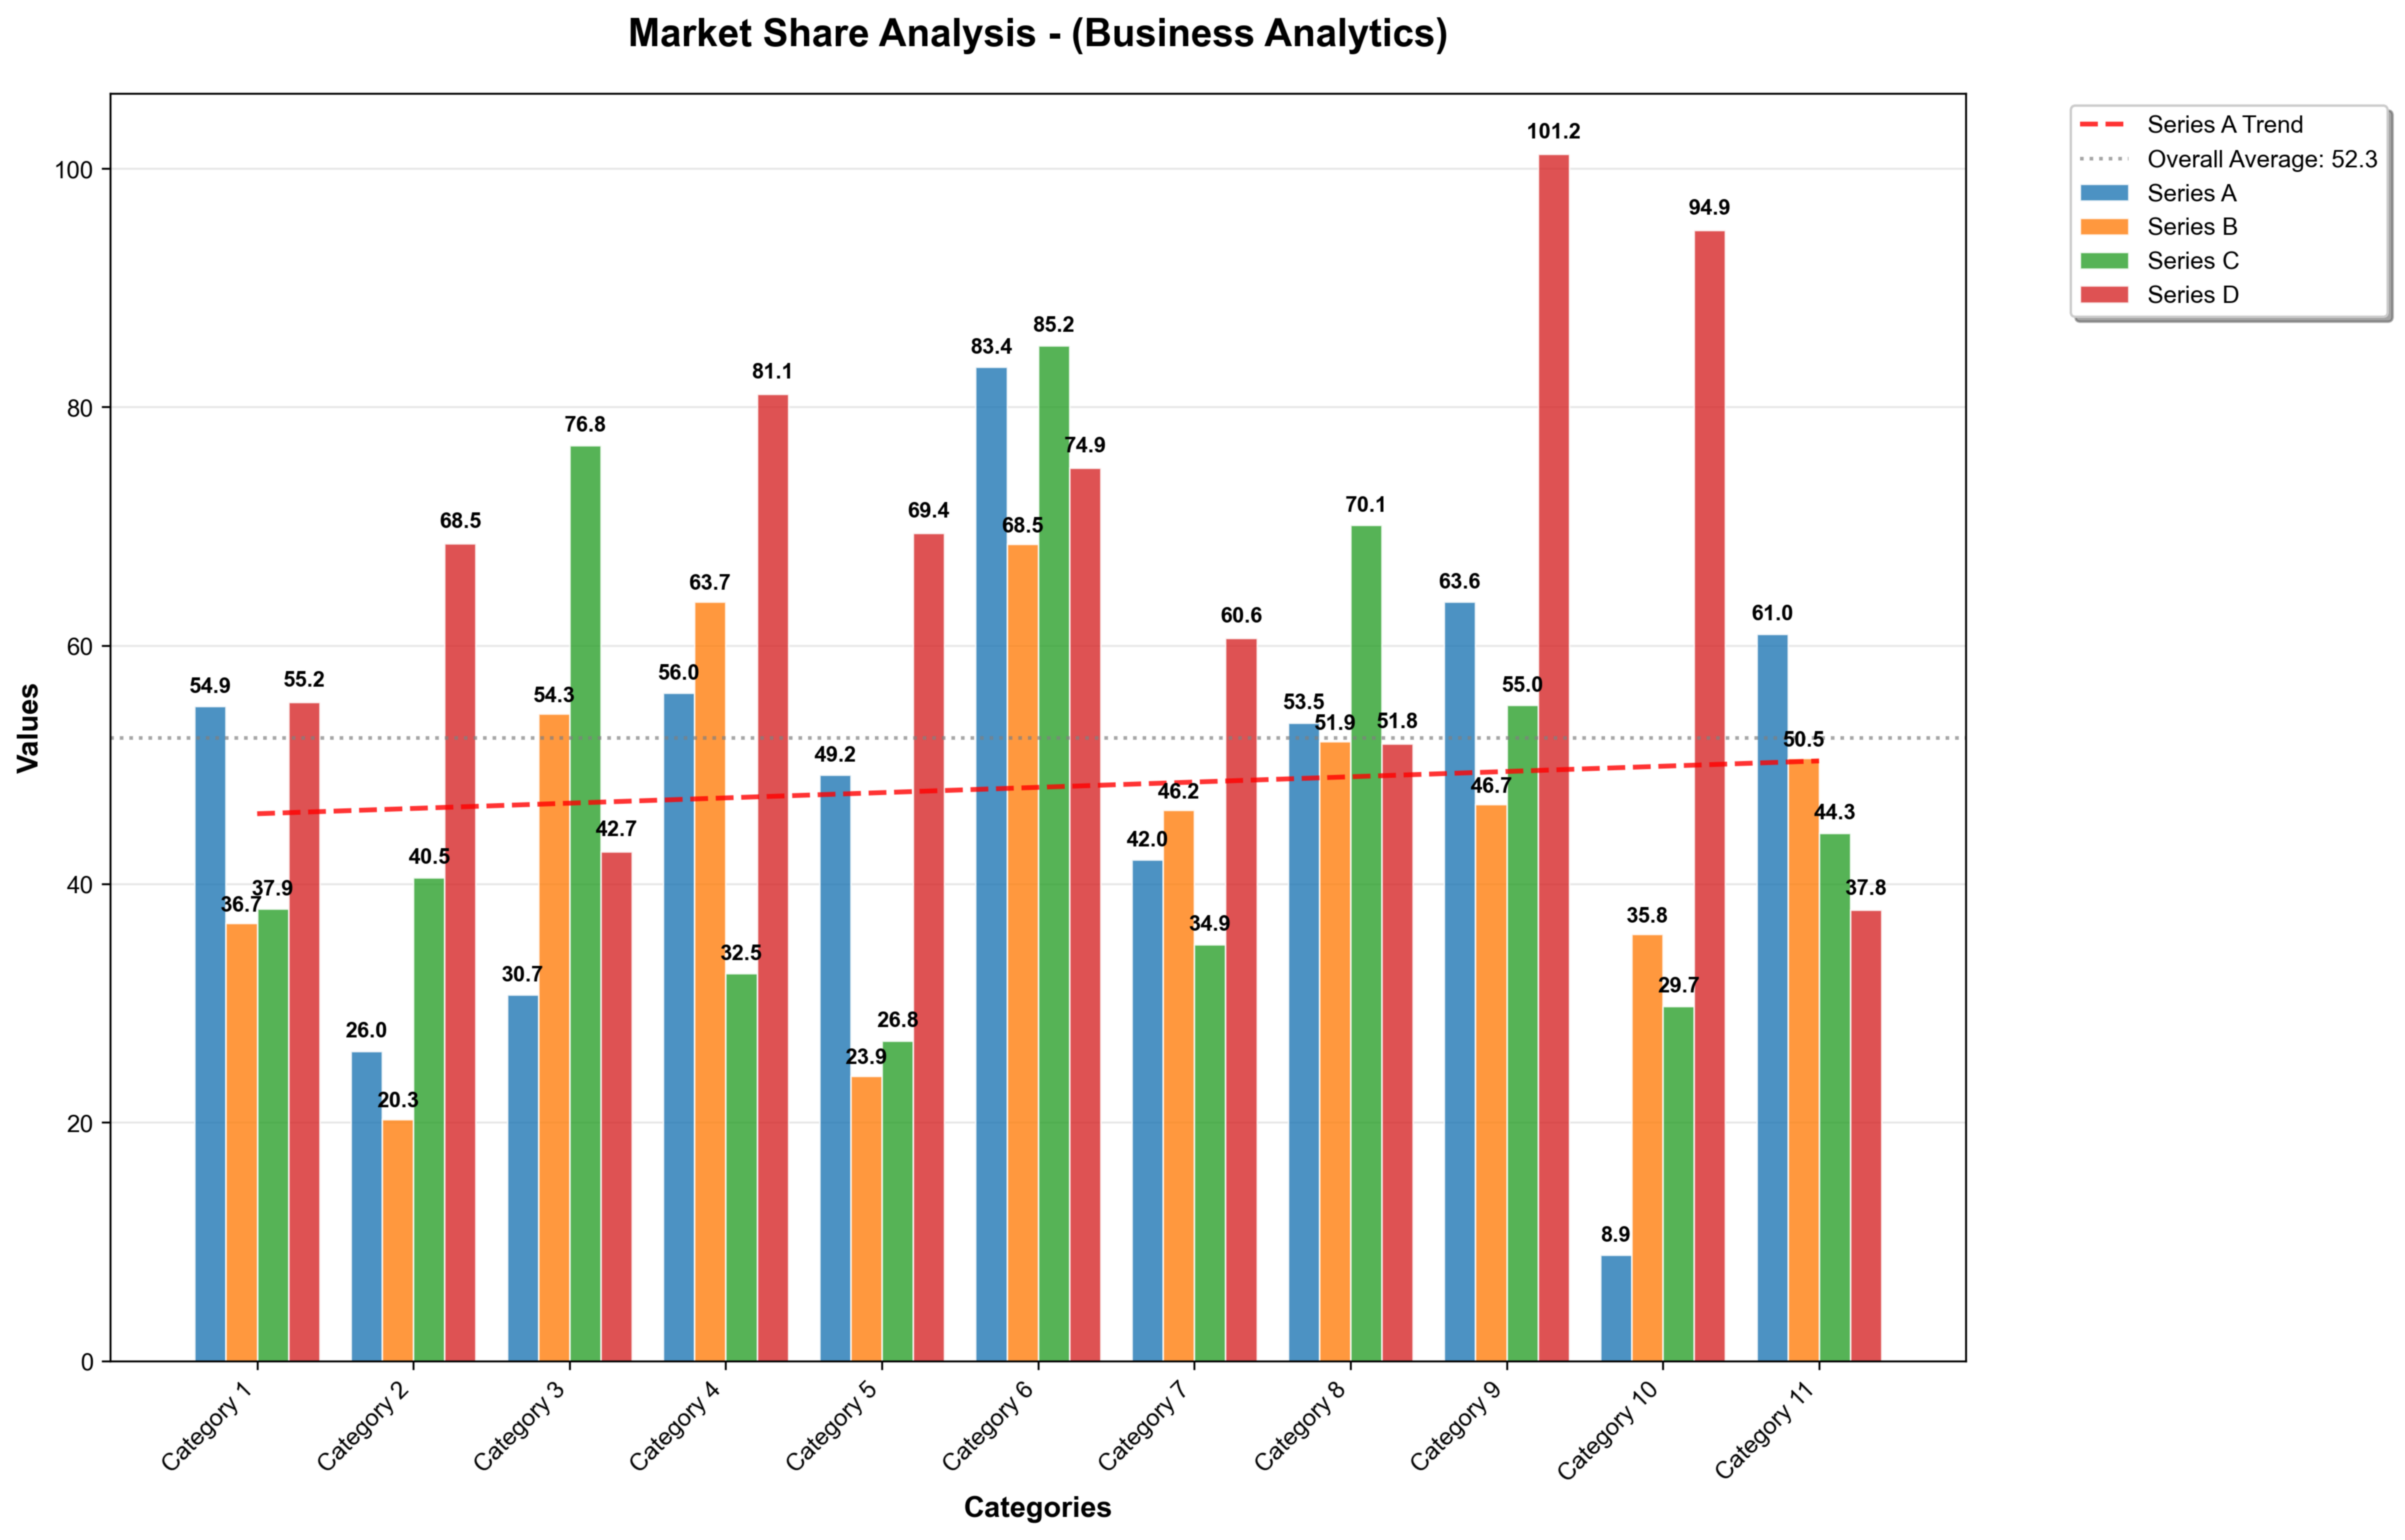 Market Share Analysis - (Business Analytics)
Series A Trend
Overall Average: 52.3
Series A
Series B
Series C
Series D
Values
100
80
60
40
20
0
54.9
36.7
37.9
55.2
26.0
20.3
40.5
68.5
30.7
54.3
76.8
42.7
56.0
63.7
32.5
81.1
49.2
23.9
26.8
69.4
83.4
68.5
85.2
74.9
42.0
46.2
34.9
60.6
53.5
51.9
70.1
51.8
63.6
46.7
55.0
101.2
8.9
35.8
29.7
94.9
61.0
50.5
44.3
37.8
Category 1
Category 2
Category 3
Category 4
Category 5
Category 6
Category 7
Category 8
Category 9
Category 10
Category 11
Categories